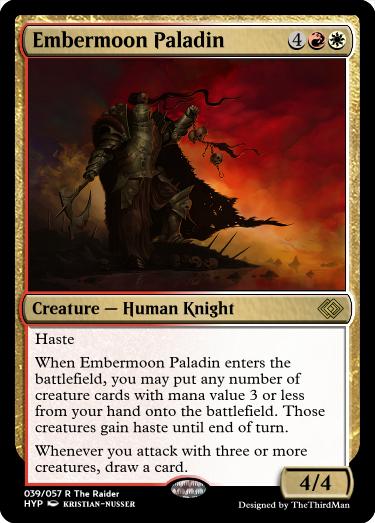 Embermoon Paladin 4
Creature — Human Knight
Haste
When Embermoon Paladin enters the
battlefield, you may put any number of
creature cards with mana value 3 or less
from your hand onto the battlefield. Those
creatures gain haste until end of turn.
Whenever you attack with three or more
creatures, draw a card.
4/4
039/057 R The Raider
HYP KRISTIAN-NUSSER
Designed by TheThirdMan